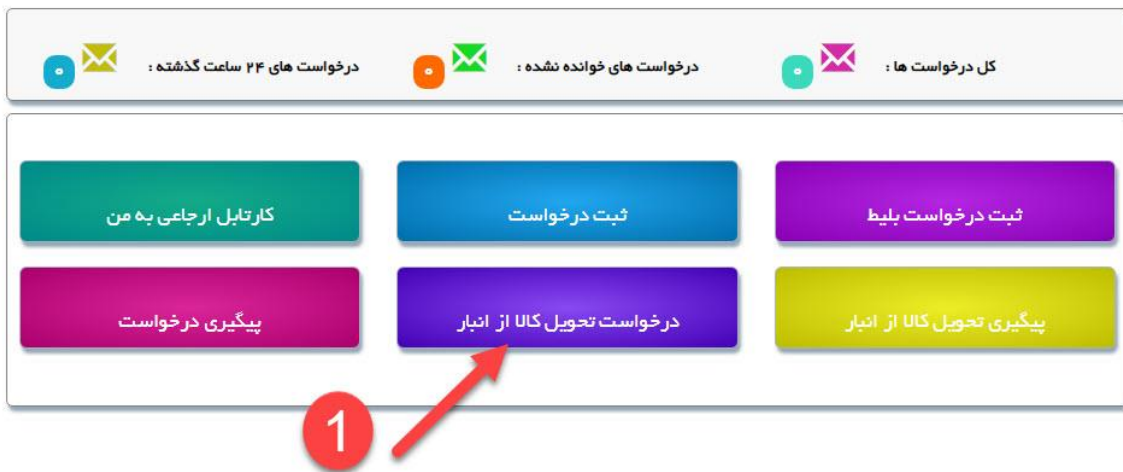 کل درخواست ها : ۰ درخواست های خوانده نشده : ۰ درخواست های ۲۴ ساعت گذشته : ۰
ثبت درخواست بلیط
ثبت درخواست
کارتابل ارجاعی به من
پیگیری تحویل کالا از انبار
درخواست تحویل کالا از انبار
پیگیری درخواست
1